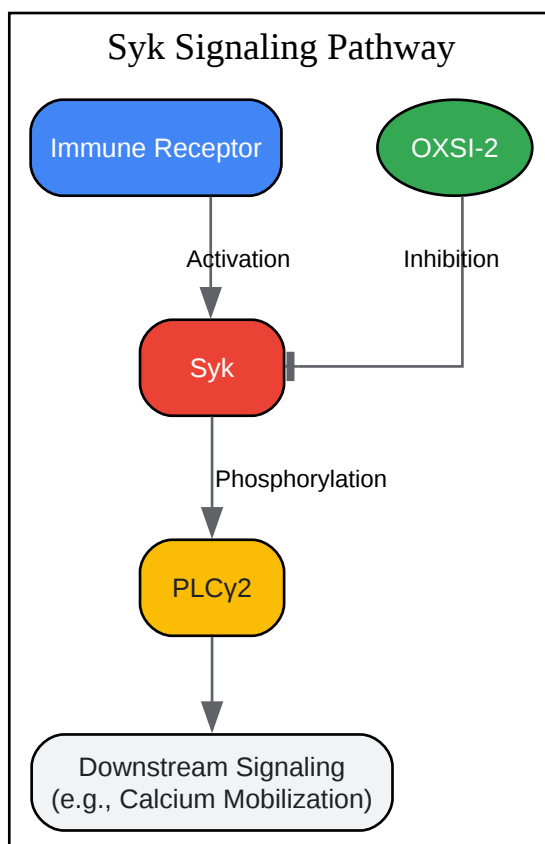 Syk Signaling Pathway
Immune Receptor
OXSI-2
Activation
Inhibition
Syk
Phosphorylation
PLCγ2
Downstream Signaling
(e.g., Calcium Mobilization)